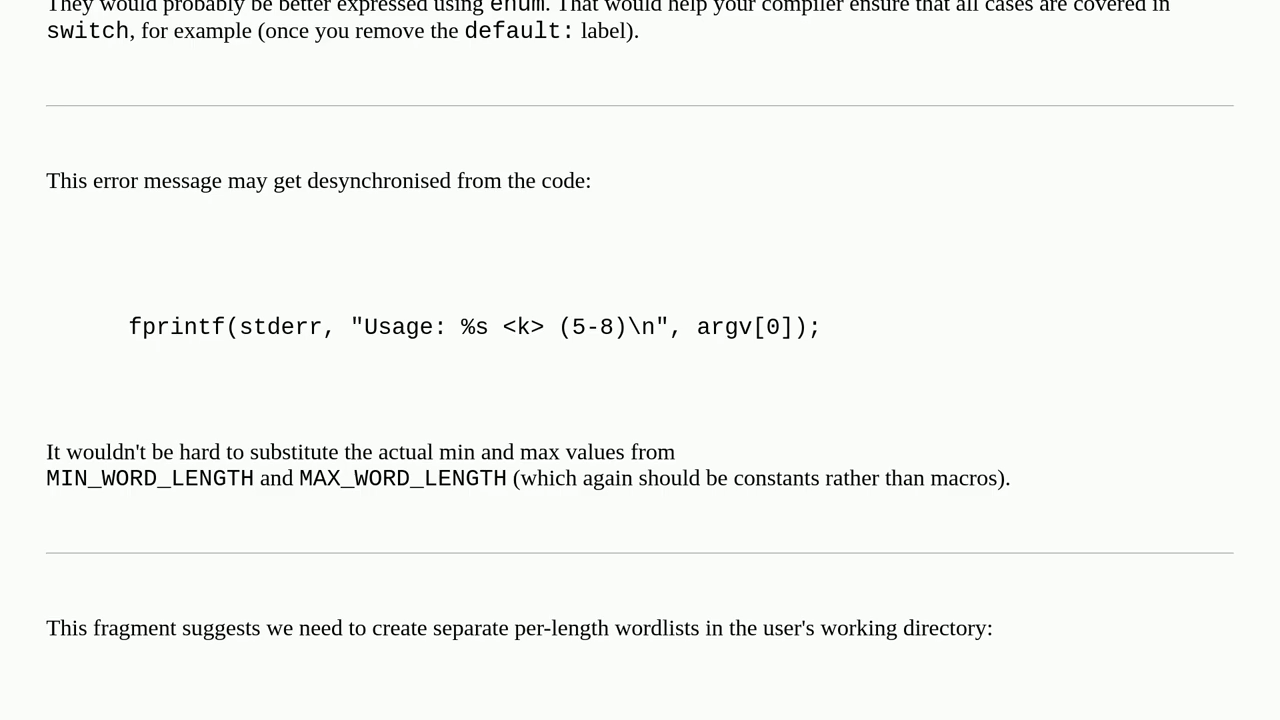 They would probably be better expressed using enum. That would help your compiler ensure that all cases are covered in
switch, for example (once you remove the default: label).
This error message may get desynchronised from the code:
fprintf(stderr, "Usage: %s <k> (5-8)\n", argv[0]);
It wouldn't be hard to substitute the actual min and max values from
MIN_WORD_LENGTH and MAX_WORD_LENGTH (which again should be constants rather than macros).
This fragment suggests we need to create separate per-length wordlists in the user's working directory: